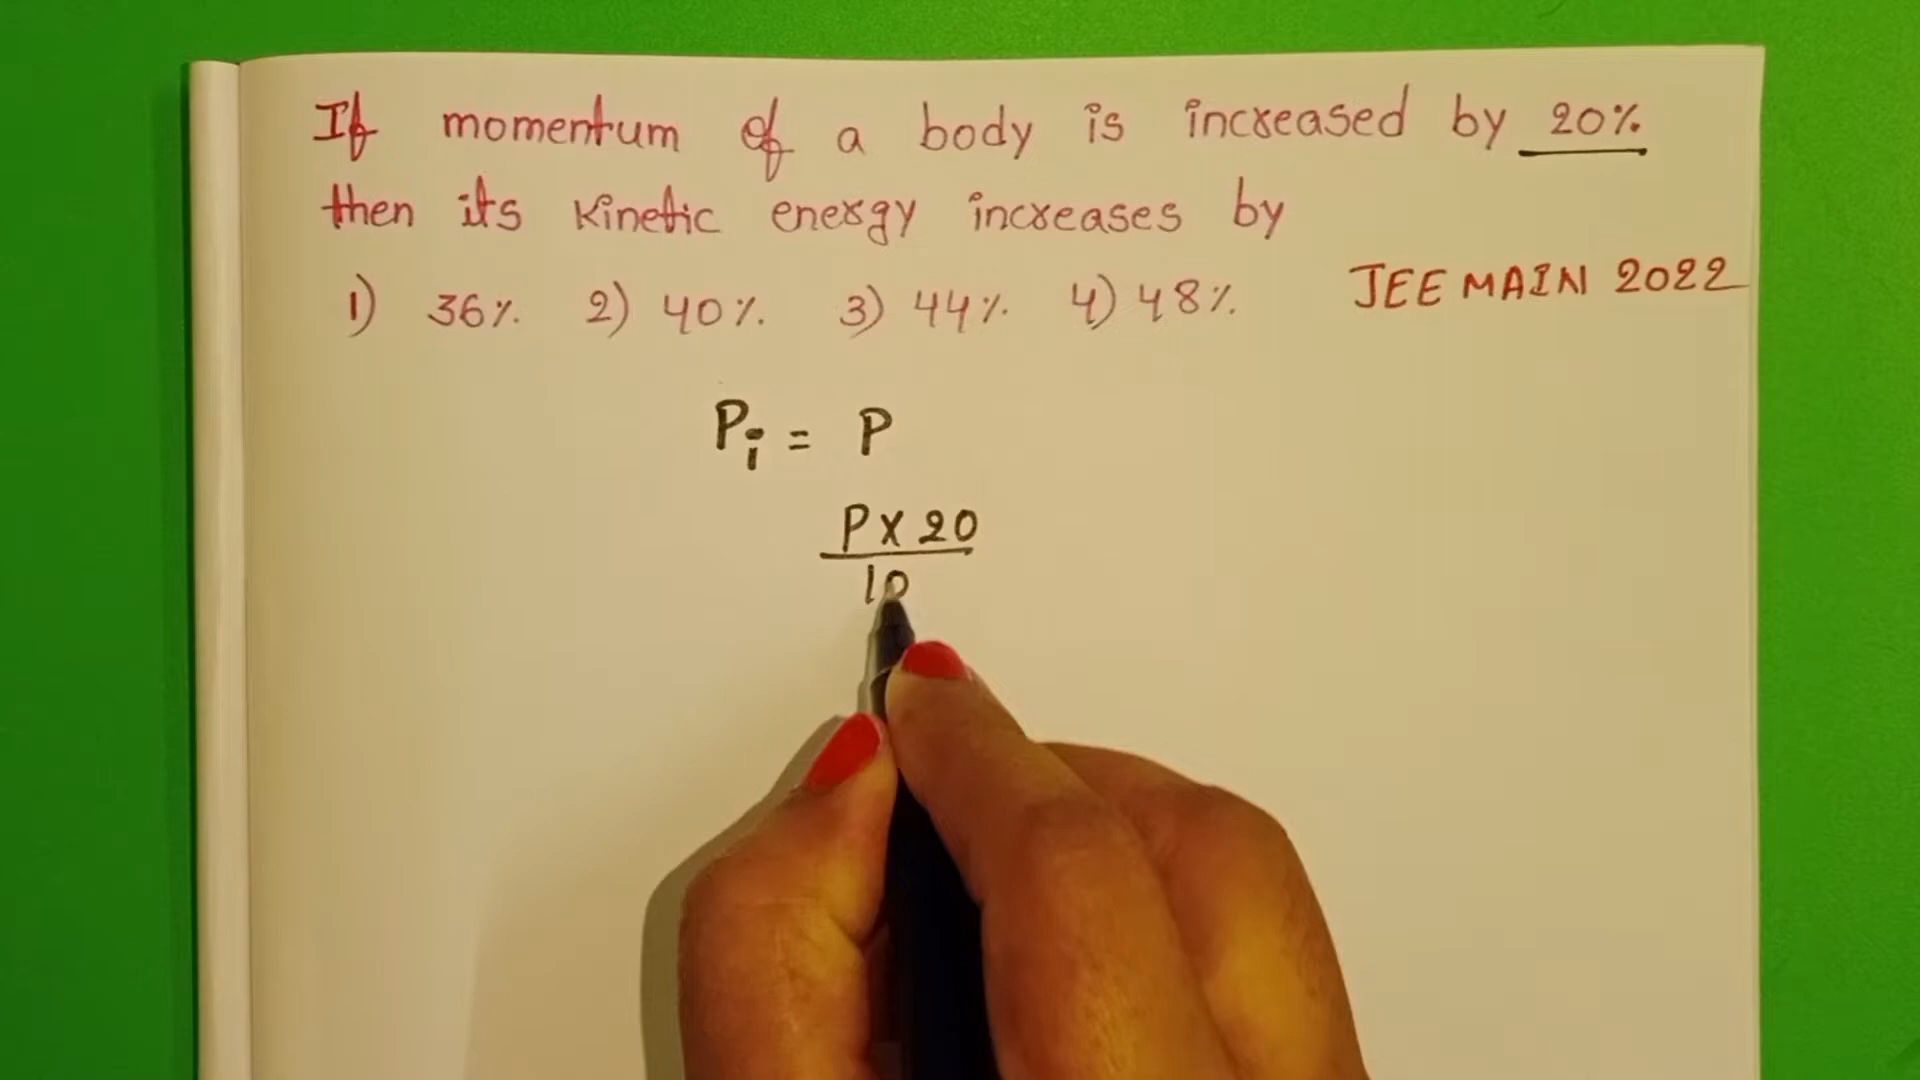 If momentum of a body is increased by 20%
then its kinetic energy increases by
1) 36% 2) 40% 3) 44% 4) 48% JEE MAIN 2022
Pi = P
P x 20
10